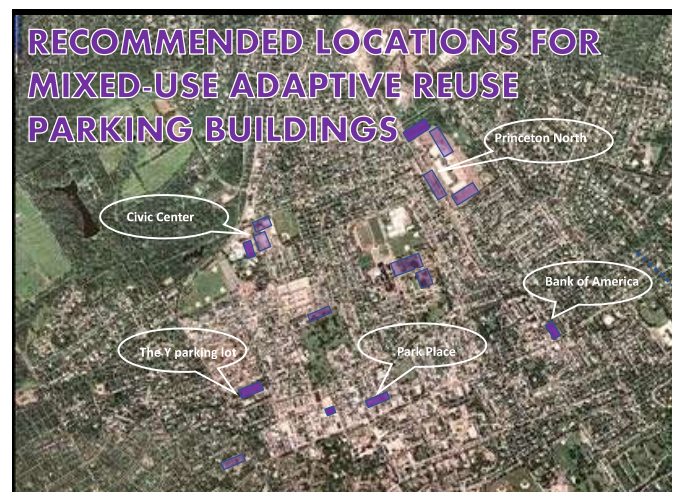 RECOMMENDED LOCATIONS FOR
MIXED-USE ADAPTIVE REUSE
PARKING BUILDINGS
Princeton North
Civic Center
Bank of America
The Y parking lot
Park Place